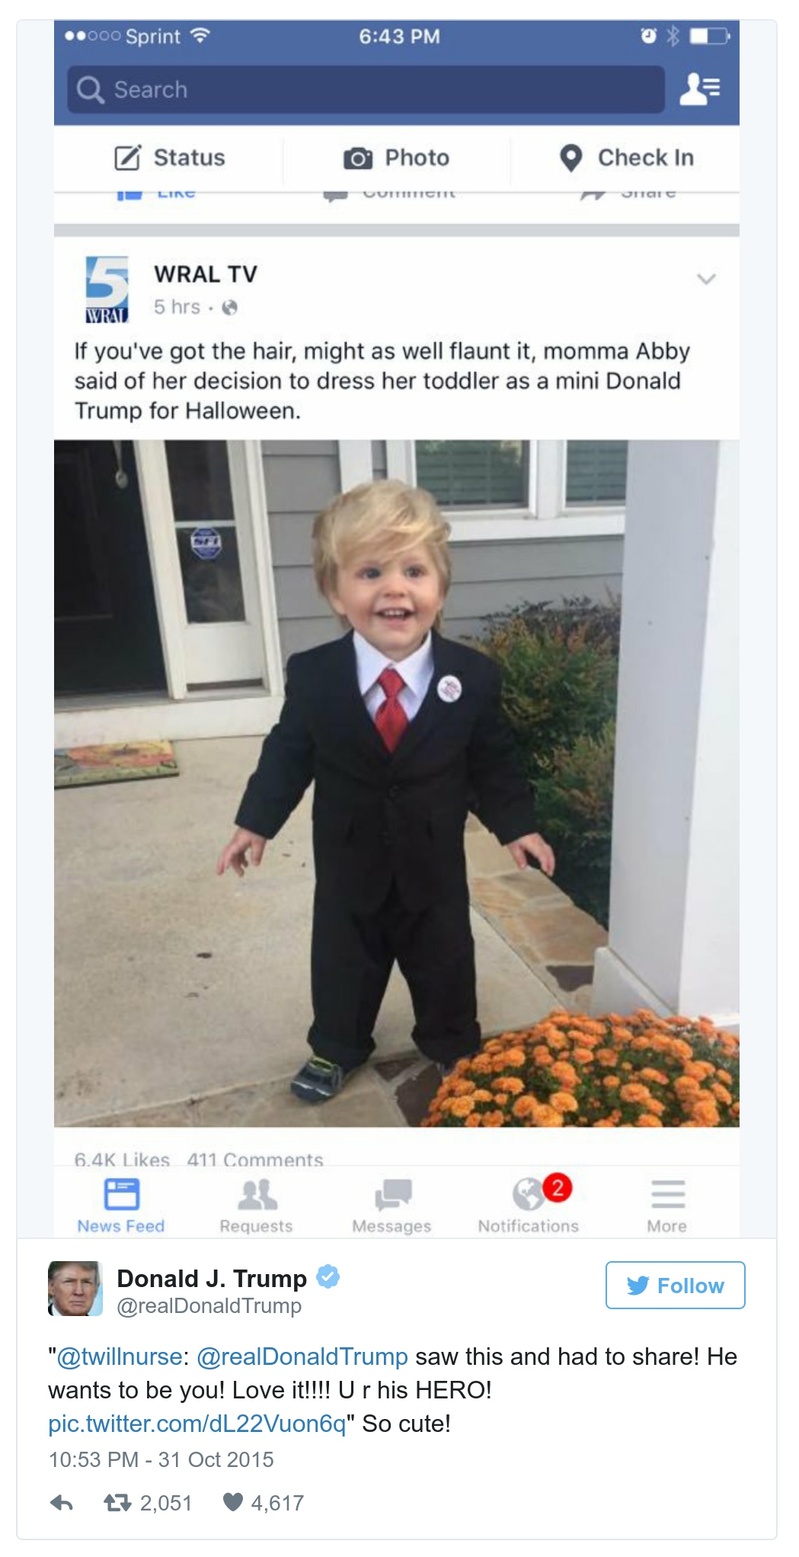 Sprint 6:43 PM
Search
Status Photo Check In
Like Comment Share
5
WRAL
WRAL TV
5 hrs ·
If you've got the hair, might as well flaunt it, momma Abby
said of her decision to dress her toddler as a mini Donald
Trump for Halloween.
6.4K Likes 411 Comments
2
News Feed Requests Messages Notifications More
Donald J. Trump
@realDonaldTrump
Follow
"@twillnurse: @realDonaldTrump saw this and had to share! He
wants to be you! Love it!!!! U r his HERO!
pic.twitter.com/dL22Vuon6q" So cute!
10:53 PM - 31 Oct 2015
2,051 4,617